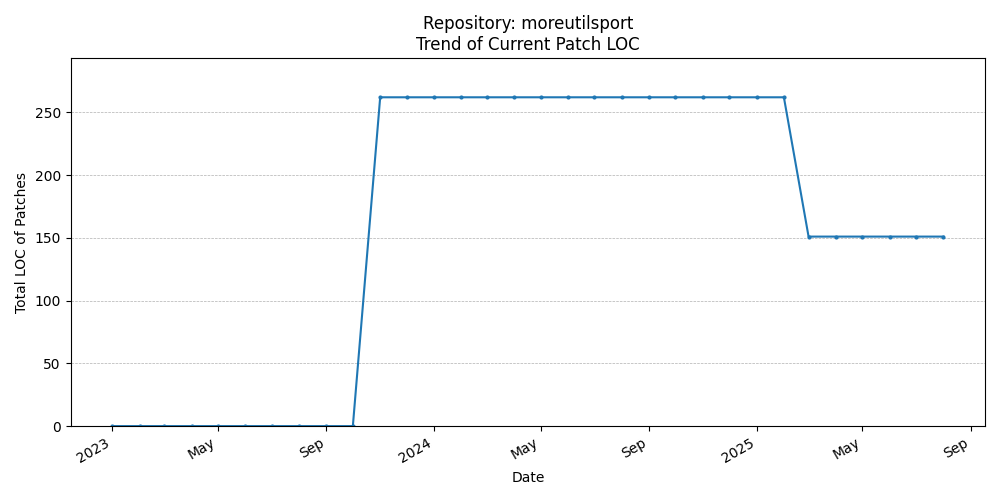 Repository: moreutilsport
Trend of Current Patch LOC
Total LOC of Patches
250
200
150
100
50
0
2023
May
Sep
2024
May
Sep
2025
May
Sep
Date